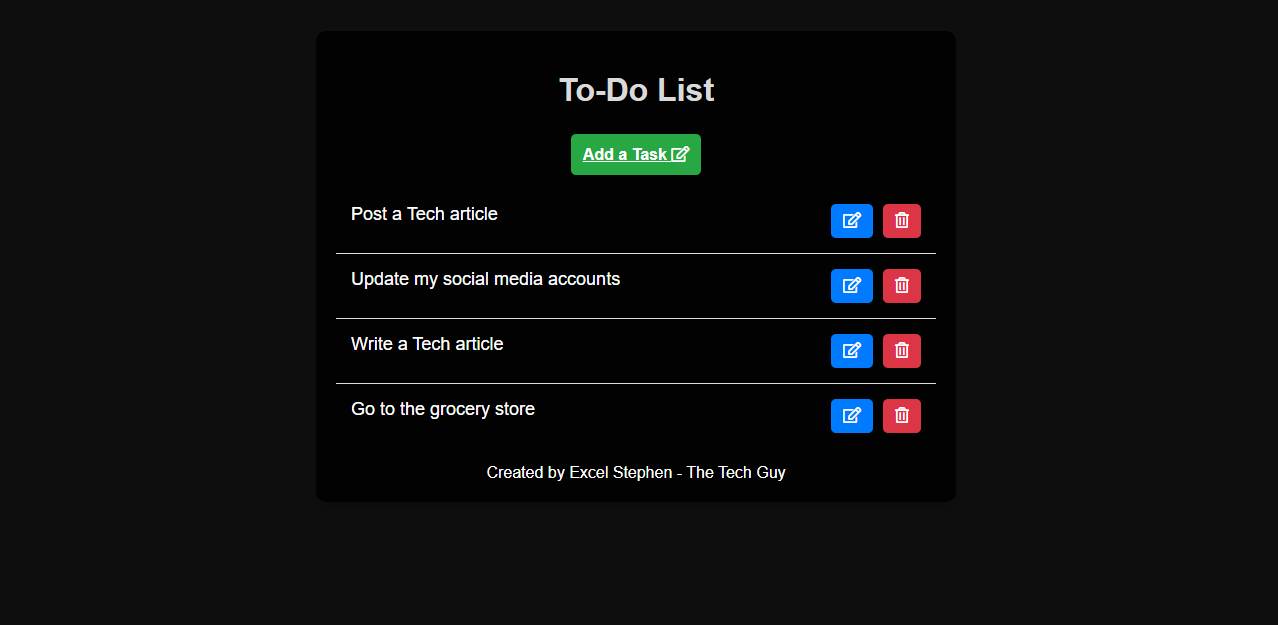 To-Do List
Add a Task
Post a Tech article
Update my social media accounts
Write a Tech article
Go to the grocery store
Created by Excel Stephen - The Tech Guy